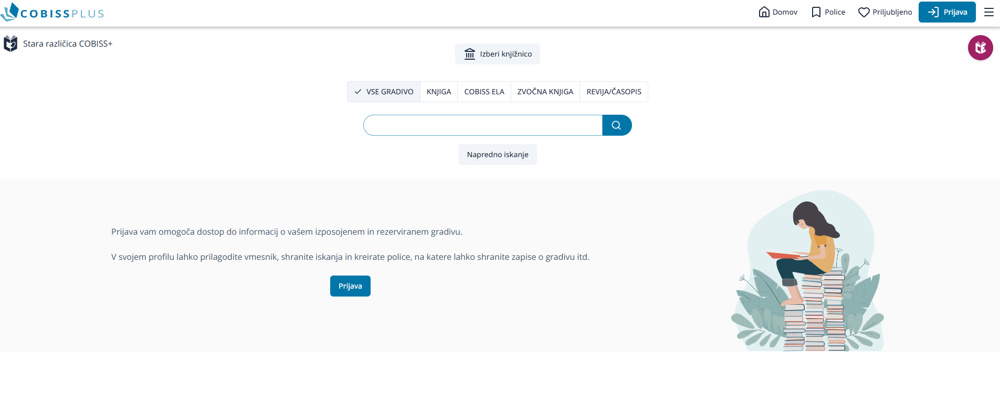 COBISSPLUS
Domov
Police
Priljubljeno
Prijava
Stara različica COBISS+
Izberi knjižnico
VSE GRADIVO
KNJIGA
COBISS ELA
ZVOČNA KNJIGA
REVIJA/ČASOPIS
Napredno iskanje
Prijava vam omogoča dostop do informacij o vašem izposojenem in rezerviranem gradivu.
V svojem profilu lahko prilagodite vmesnik, shranite iskanja in kreirate police, na katere lahko shranite zapise o gradivu itd.
Prijava